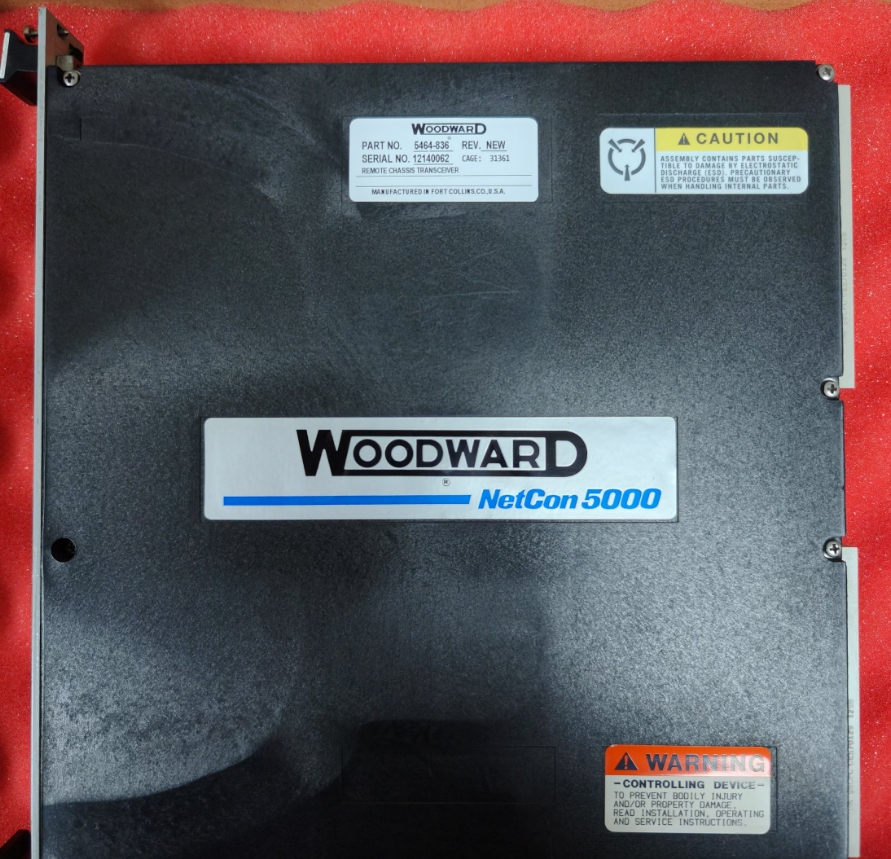 WOODWARD
®
PART NO. 5464-836 REV. NEW
SERIAL NO. 12140062 CAGE: 31361
REMOTE CHASSIS TRANSCEIVER
MANUFACTURED IN FORT COLLINS,CO.,U.S.A.
CAUTION
ASSEMBLY CONTAINS PARTS SUSCEP-
TIBLE TO DAMAGE BY ELECTROSTATIC
DISCHARGE (ESD). PRECAUTIONARY
ESD PROCEDURES MUST BE OBSERVED
WHEN HANDLING INTERNAL PARTS.
WOODWARD
®
NetCon 5000
WARNING
-CONTROLLING DEVICE-
TO PREVENT BODILY INJURY
AND/OR PROPERTY DAMAGE,
READ INSTALLATION, OPERATING
AND SERVICE INSTRUCTIONS.